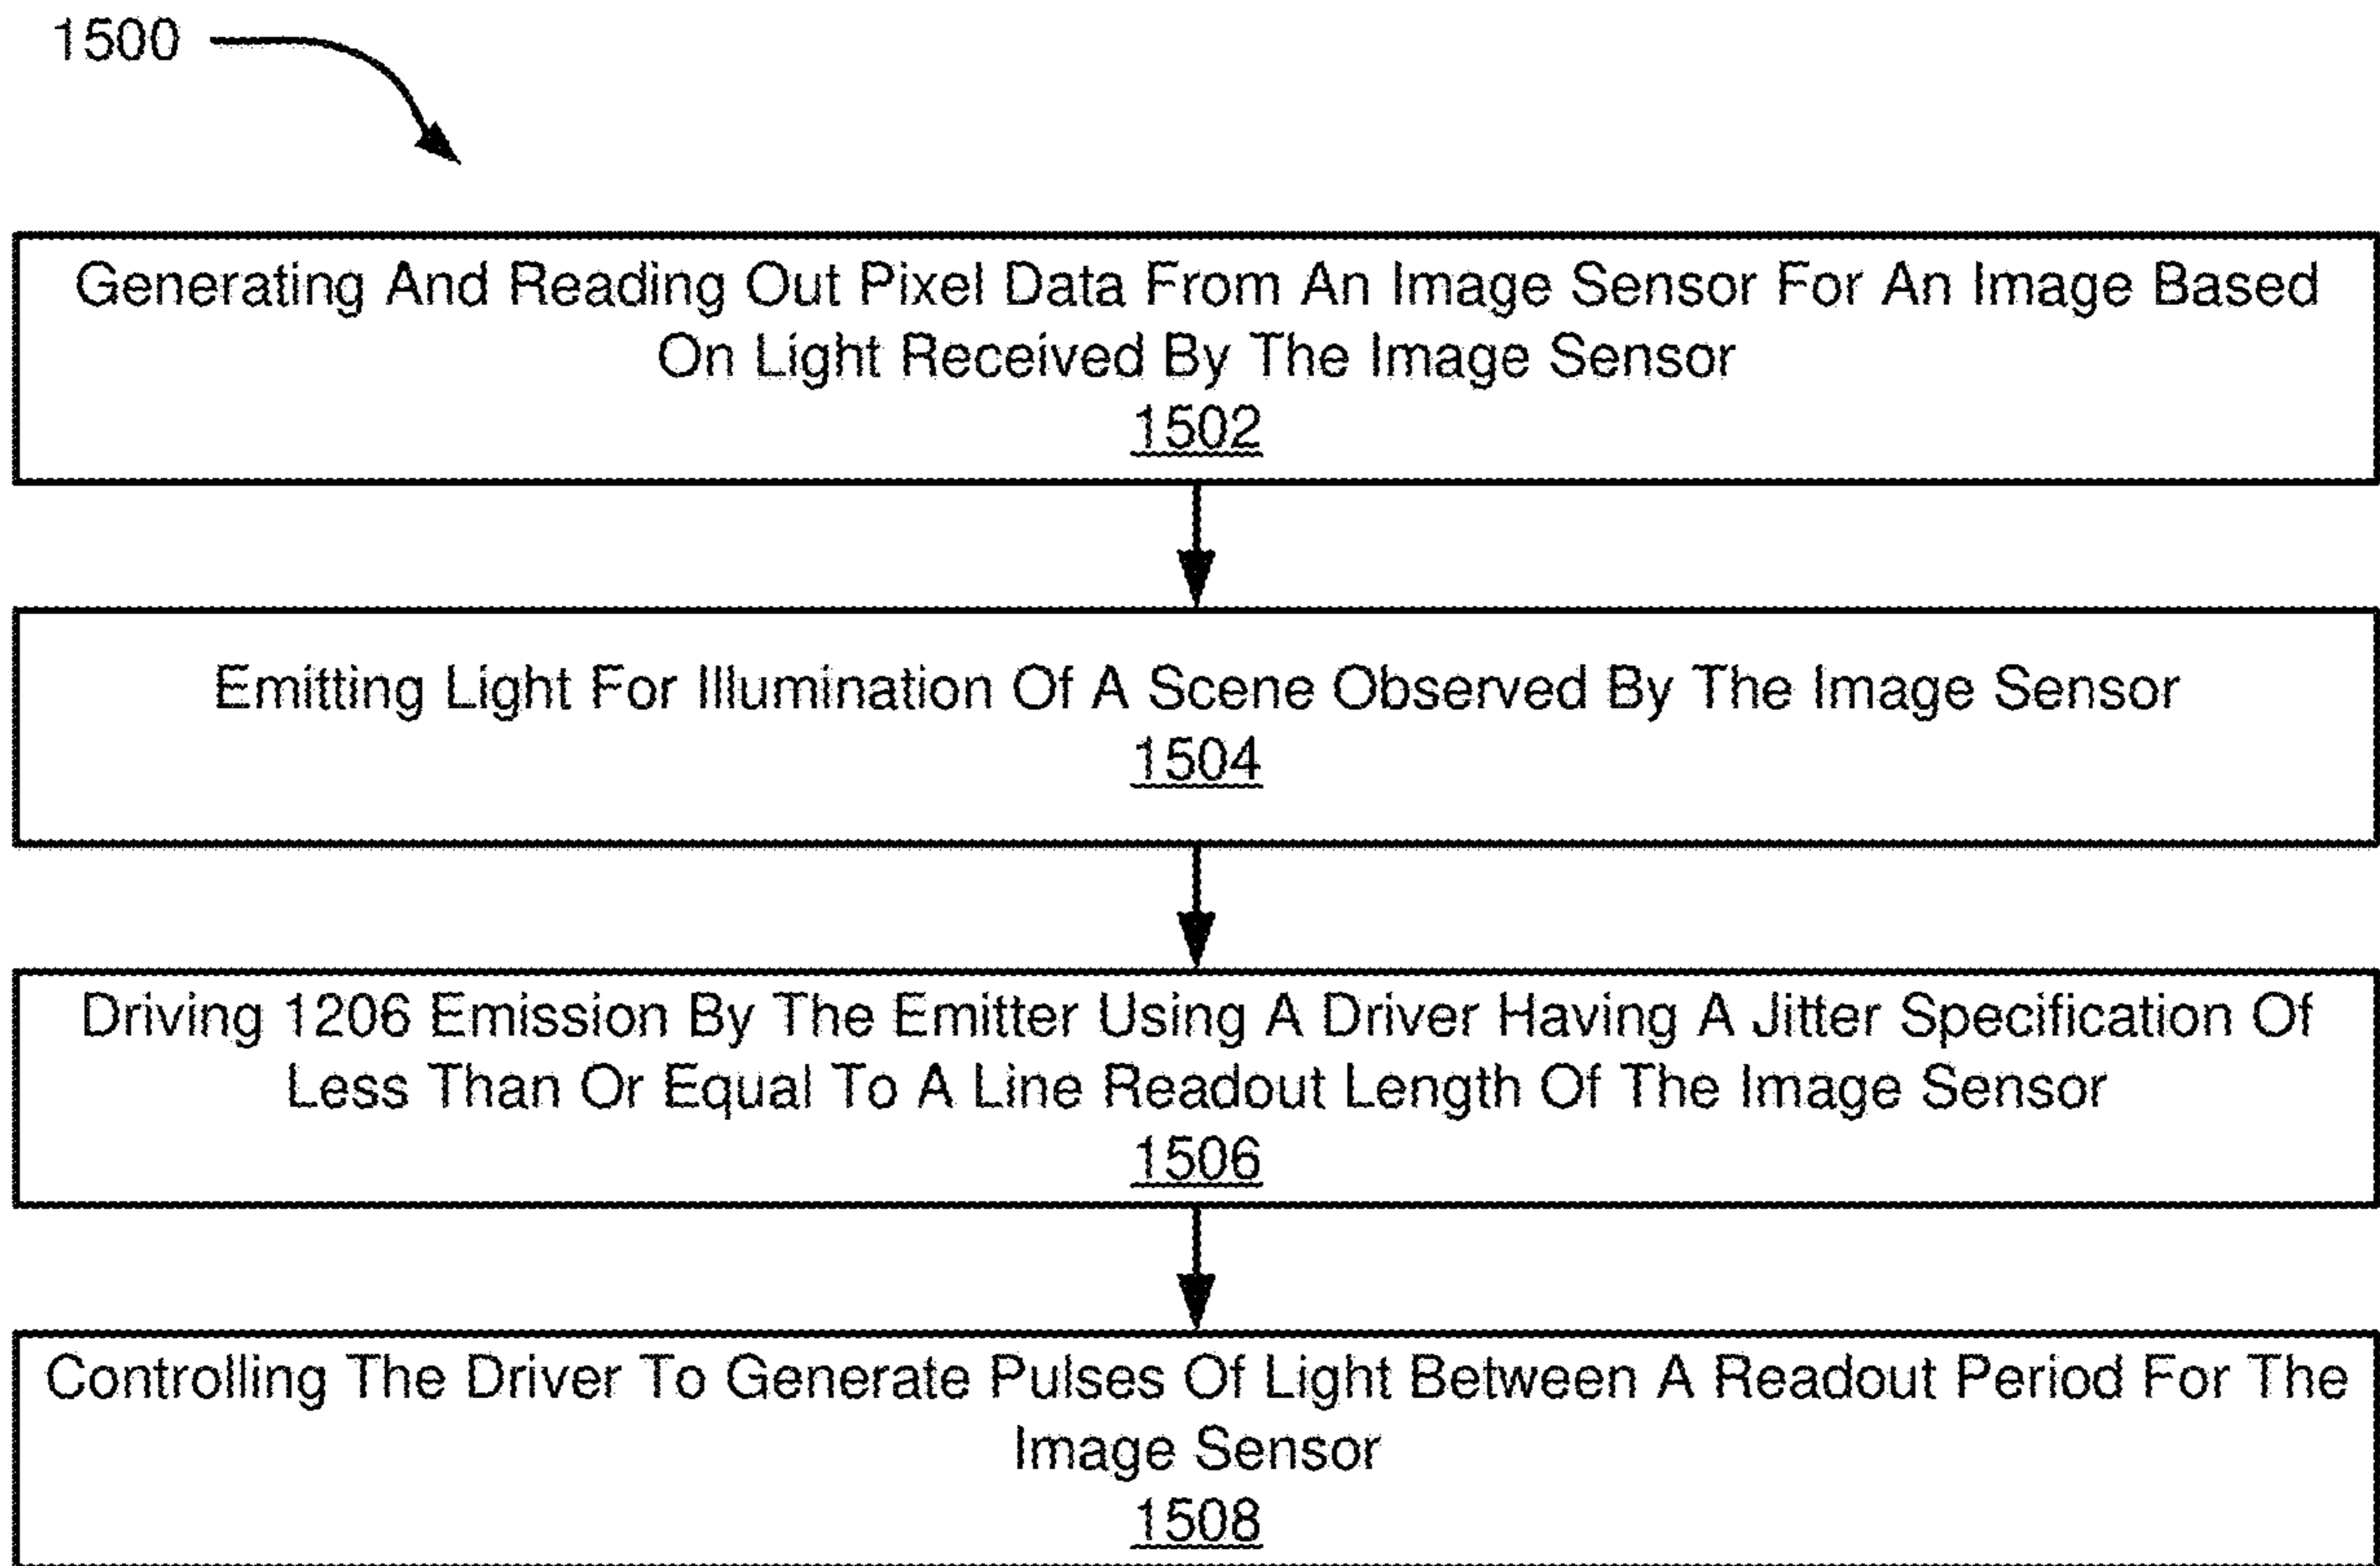 1500
Generating And Reading Out Pixel Data From An Image Sensor For An Image Based
On Light Received By The Image Sensor
1502
Emitting Light For Illumination Of A Scene Observed By The Image Sensor
1504
Driving 1206 Emission By The Emitter Using A Driver Having A Jitter Specification Of
Less Than Or Equal To A Line Readout Length Of The Image Sensor
1506
Controlling The Driver To Generate Pulses Of Light Between A Readout Period For The
Image Sensor
1508